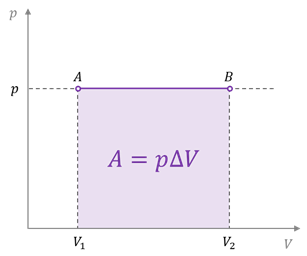 p
A B
p
A = pΔV
V₁ V₂ V